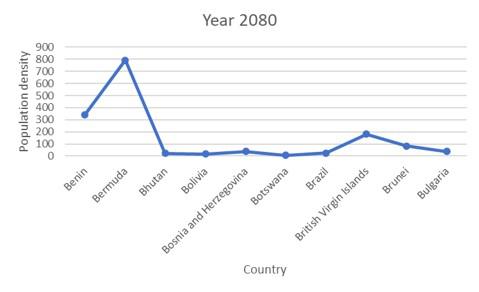 Year 2080
Population density
900
800
700
600
500
400
300
200
100
0
Benin
Bermuda
Bhutan
Bolivia
Bosnia and Herzegovina
Botswana
Brazil
British Virgin Islands
Brunei
Bulgaria
Country